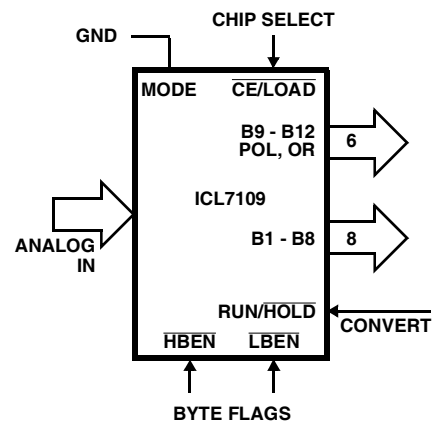 CHIP SELECT
GND
MODE
CE/LOAD
B9 - B12
POL, OR
6
ICL7109
B1 - B8
8
ANALOG
IN
RUN/HOLD
CONVERT
HBEN
LBEN
BYTE FLAGS